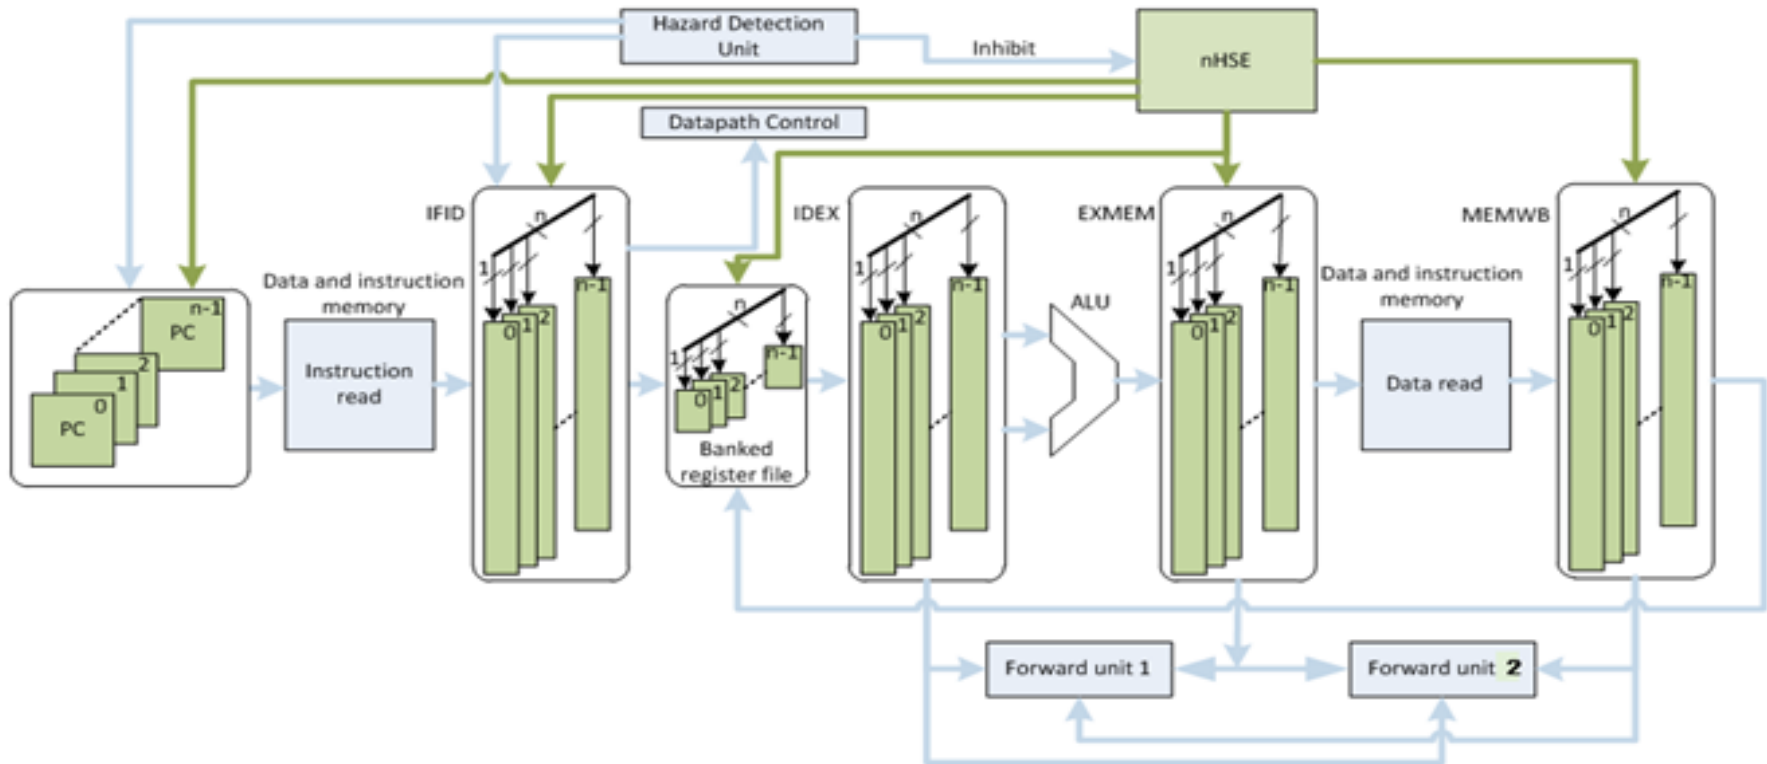 Hazard Detection
Unit
Inhibit
nHSE
Datapath Control
IFID
n
1
0
1
2
n-1
IDEX
n
1
0
1
2
n-1
EXMEM
n
1
0
1
2
n-1
MEMWB
n
1
0
1
2
n-1
n-1
PC
2
1
0
PC
Data and instruction
memory
Instruction
read
n
1
0
1
2
n-1
Banked
register file
ALU
Data and instruction
memory
Data read
Forward unit 1
Forward unit 2